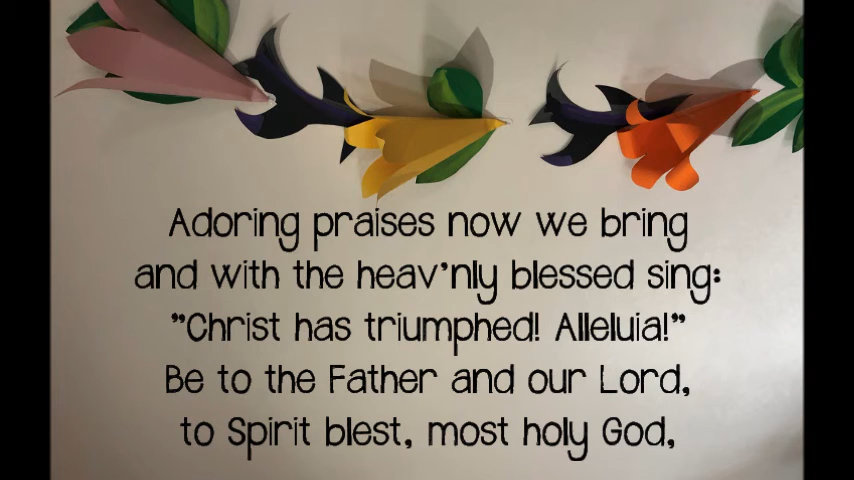 Adoring praises now we bring
and with the heav'nly blessed sing:
"Christ has triumphed! Alleluia!"
Be to the Father and our Lord,
to Spirit blest, most holy God,